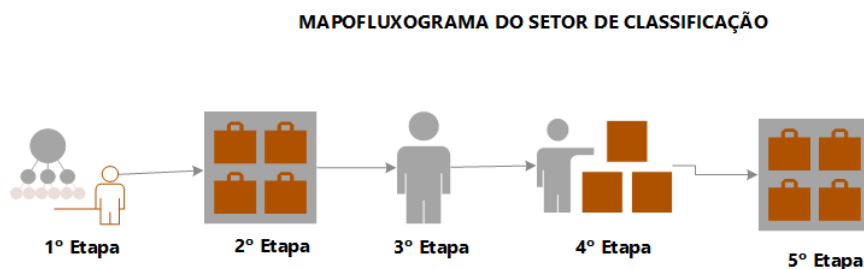 MAPOFLUXOGRAMA DO SETOR DE CLASSIFICAÇÃO
1º Etapa
2º Etapa
3º Etapa
4º Etapa
5º Etapa